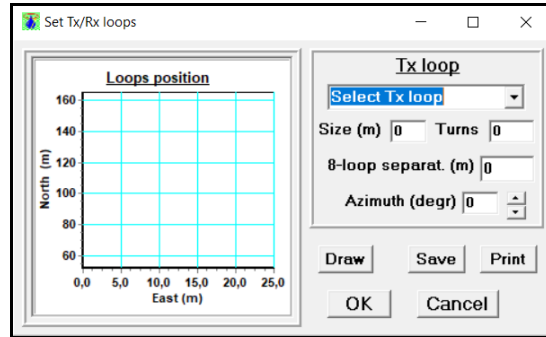 Set Tx/Rx loops
Loops position
160
140
120
100
80
60
North (m)
0,0 5,0 10,0 15,0 20,0 25,0
East (m)
Tx loop
Select Tx loop
Size (m) 0 Turns 0
8-loop separat. (m) 0
Azimuth (degr) 0
Draw Save Print
OK Cancel